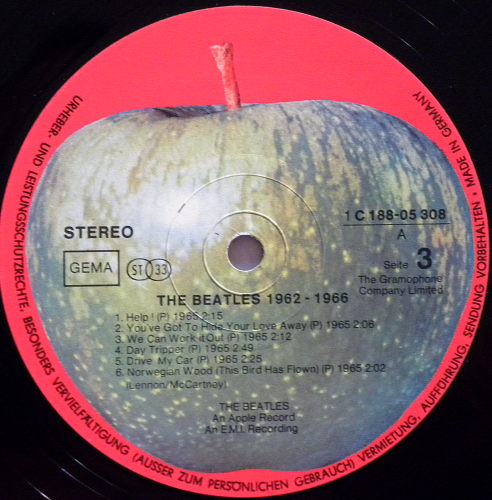 URHEBER- UND LEISTUNGSSCHUTZRECHTE, BESONDERS VERVIELFÄLTIGUNG (AUSSER ZUM PERSÖNLICHEN GEBRAUCH) VERMIETUNG, AUFFÜHRUNG, SENDUNG VORBEHALTEN • MADE IN GERMANY
STEREO
GEMA
ST 33
1 C 188-05 308
A
Seite 3
The Gramophone
Company Limited
THE BEATLES 1962 - 1966
1. Help! (P) 1965 2:15
2. You've Got To Hide Your Love Away (P) 1965 2:06
3. We Can Work it Out (P) 1965 2:12
4. Day Tripper (P) 1965 2:49
5. Drive My Car (P) 1965 2:25
6. Norwegian Wood (This Bird Has Flown) (P) 1965 2:02
(Lennon/McCartney)
THE BEATLES
An Apple Record
An E.M.I. Recording